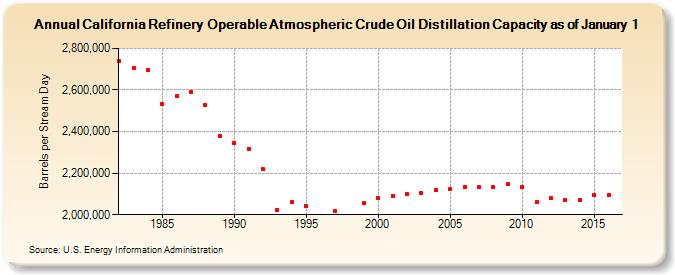 Annual California Refinery Operable Atmospheric Crude Oil Distillation Capacity as of January 1
Barrels per Stream Day
2,800,000
2,600,000
2,400,000
2,200,000
2,000,000
1985 1990 1995 2000 2005 2010 2015
Source: U.S. Energy Information Administration